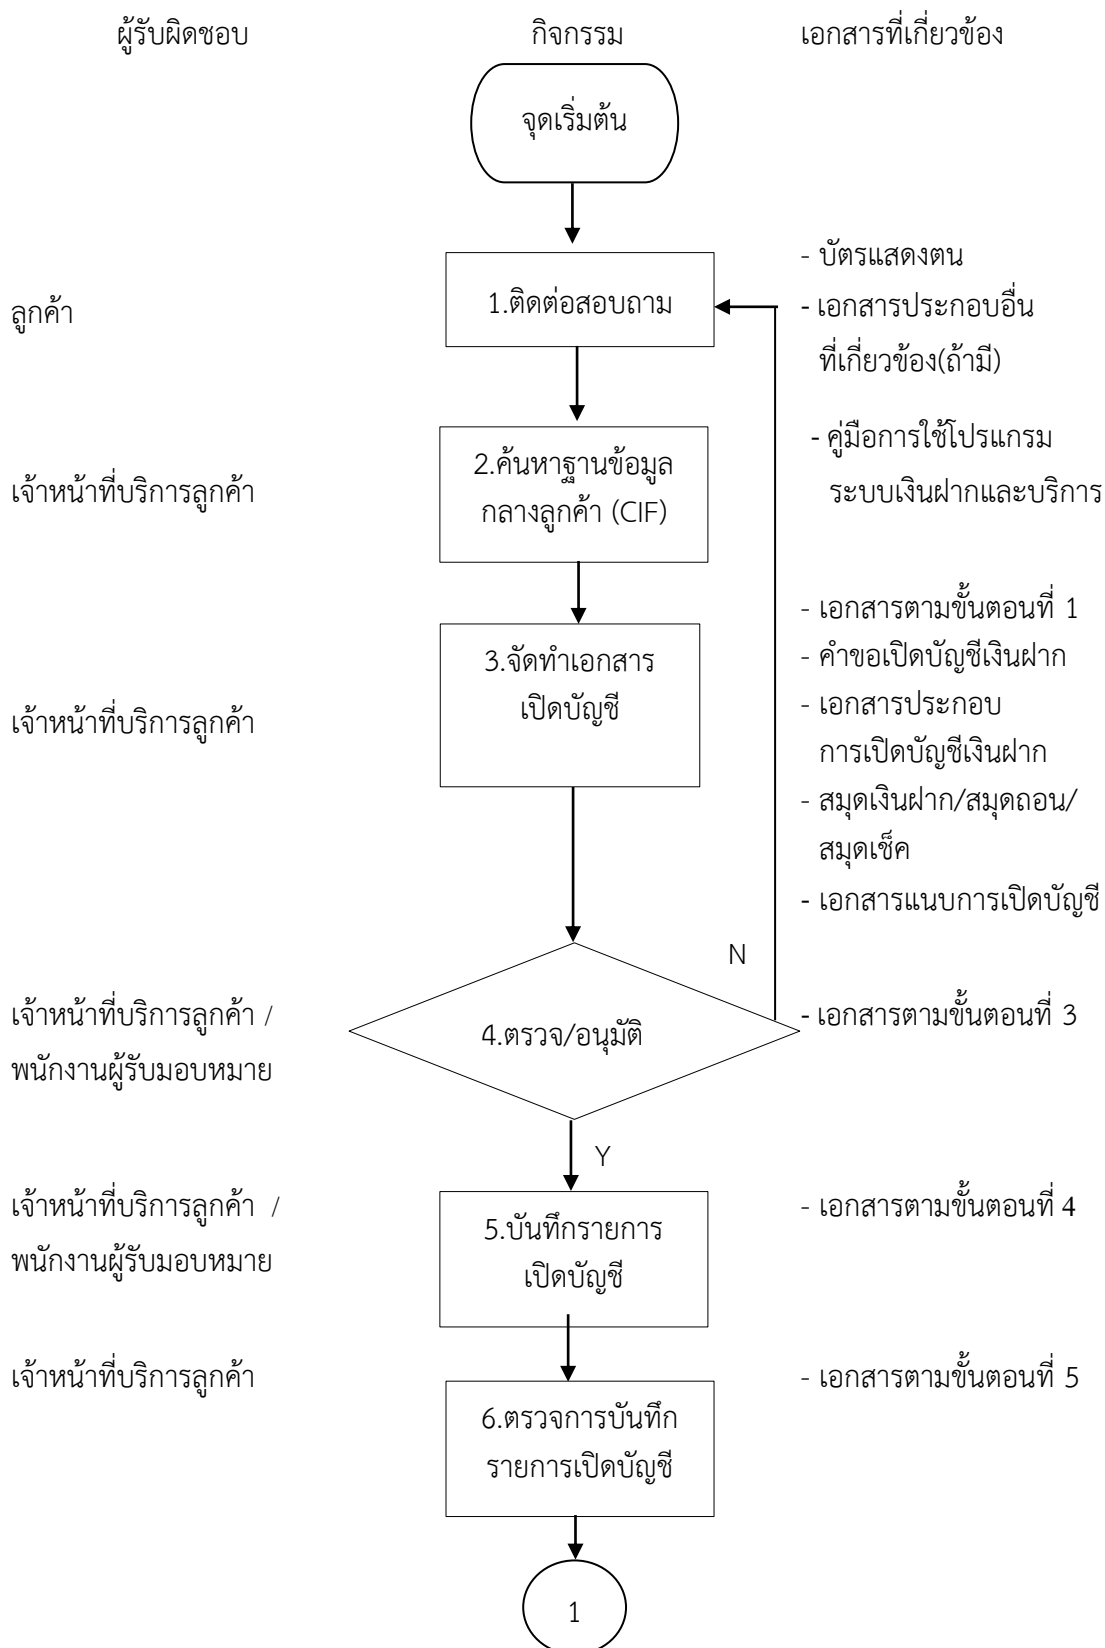 ผู้รับผิดชอบ กิจกรรม เอกสารที่เกี่ยวข้อง
จุดเริ่มต้น
ลูกค้า
1.ติดต่อสอบถาม
- บัตรแสดงตน
- เอกสารประกอบอื่น
ที่เกี่ยวข้อง(ถ้ามี)
เจ้าหน้าที่บริการลูกค้า
2.ค้นหาฐานข้อมูล
กลางลูกค้า (CIF)
- คู่มือการใช้โปรแกรม
ระบบเงินฝากและบริการ
เจ้าหน้าที่บริการลูกค้า
3.จัดทำเอกสาร
เปิดบัญชี
- เอกสารตามขั้นตอนที่ 1
- คำขอเปิดบัญชีเงินฝาก
- เอกสารประกอบ
การเปิดบัญชีเงินฝาก
- สมุดเงินฝาก/สมุดถอน/
สมุดเช็ค
- เอกสารแนบการเปิดบัญชี
N
เจ้าหน้าที่บริการลูกค้า /
พนักงานผู้รับมอบหมาย
4.ตรวจ/อนุมัติ
- เอกสารตามขั้นตอนที่ 3
Y
เจ้าหน้าที่บริการลูกค้า /
พนักงานผู้รับมอบหมาย
5.บันทึกรายการ
เปิดบัญชี
- เอกสารตามขั้นตอนที่ 4
เจ้าหน้าที่บริการลูกค้า
6.ตรวจการบันทึก
รายการเปิดบัญชี
- เอกสารตามขั้นตอนที่ 5
1